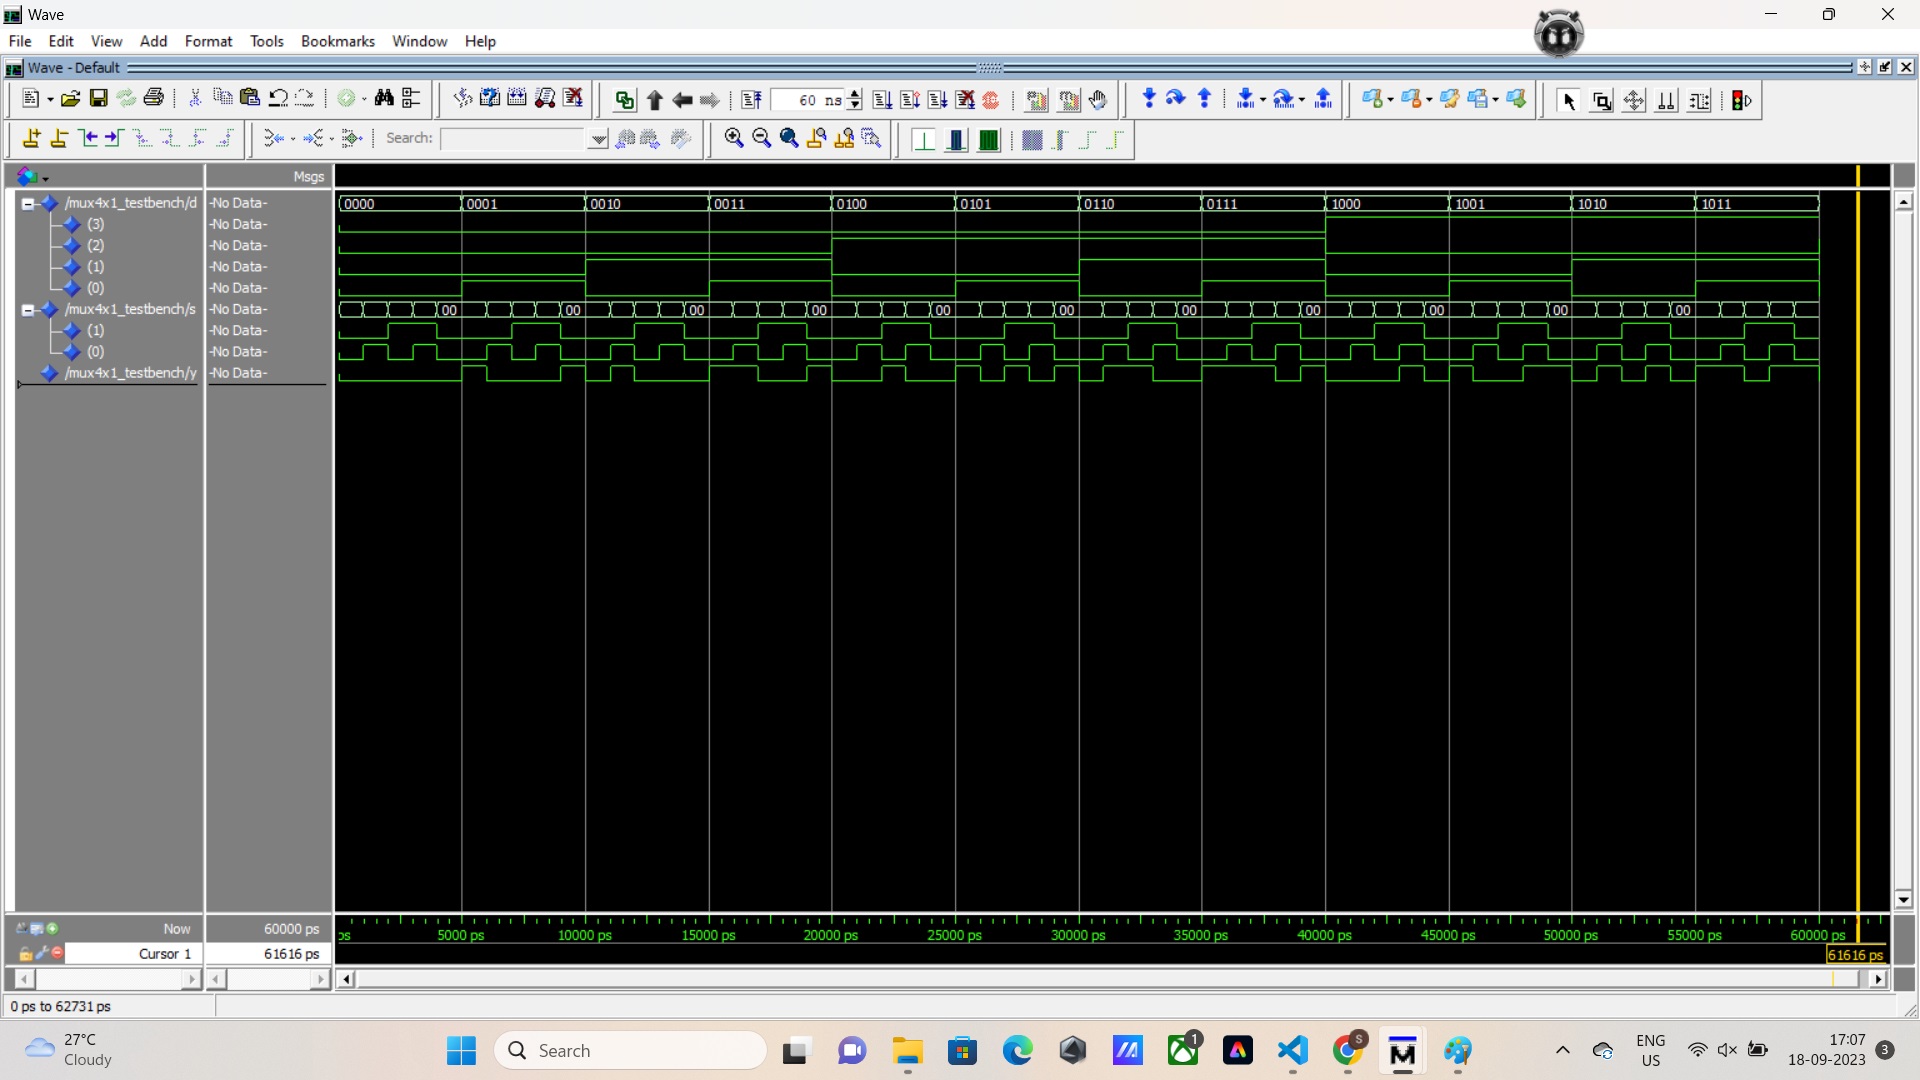 Wave
File Edit View Add Format Tools Bookmarks Window Help
Wave - Default
60 ns
Search:
Msgs
/mux4x1_testbench/d -No Data- 0000 0001 0010 0011 0100 0101 0110 0111 1000 1001 1010 1011
(3) -No Data-
(2) -No Data-
(1) -No Data-
(0) -No Data-
/mux4x1_testbench/s -No Data- 00 00 00 00 00 00 00 00 00 00 00
(1) -No Data-
(0) -No Data-
/mux4x1_testbench/y -No Data-
Now 60000 ps ps 5000 ps 10000 ps 15000 ps 20000 ps 25000 ps 30000 ps 35000 ps 40000 ps 45000 ps 50000 ps 55000 ps 60000 ps
Cursor 1 61616 ps 61616 ps
0 ps to 62731 ps
27°C
Cloudy
Search
1
S
ENG
US
17:07
18-09-2023
3